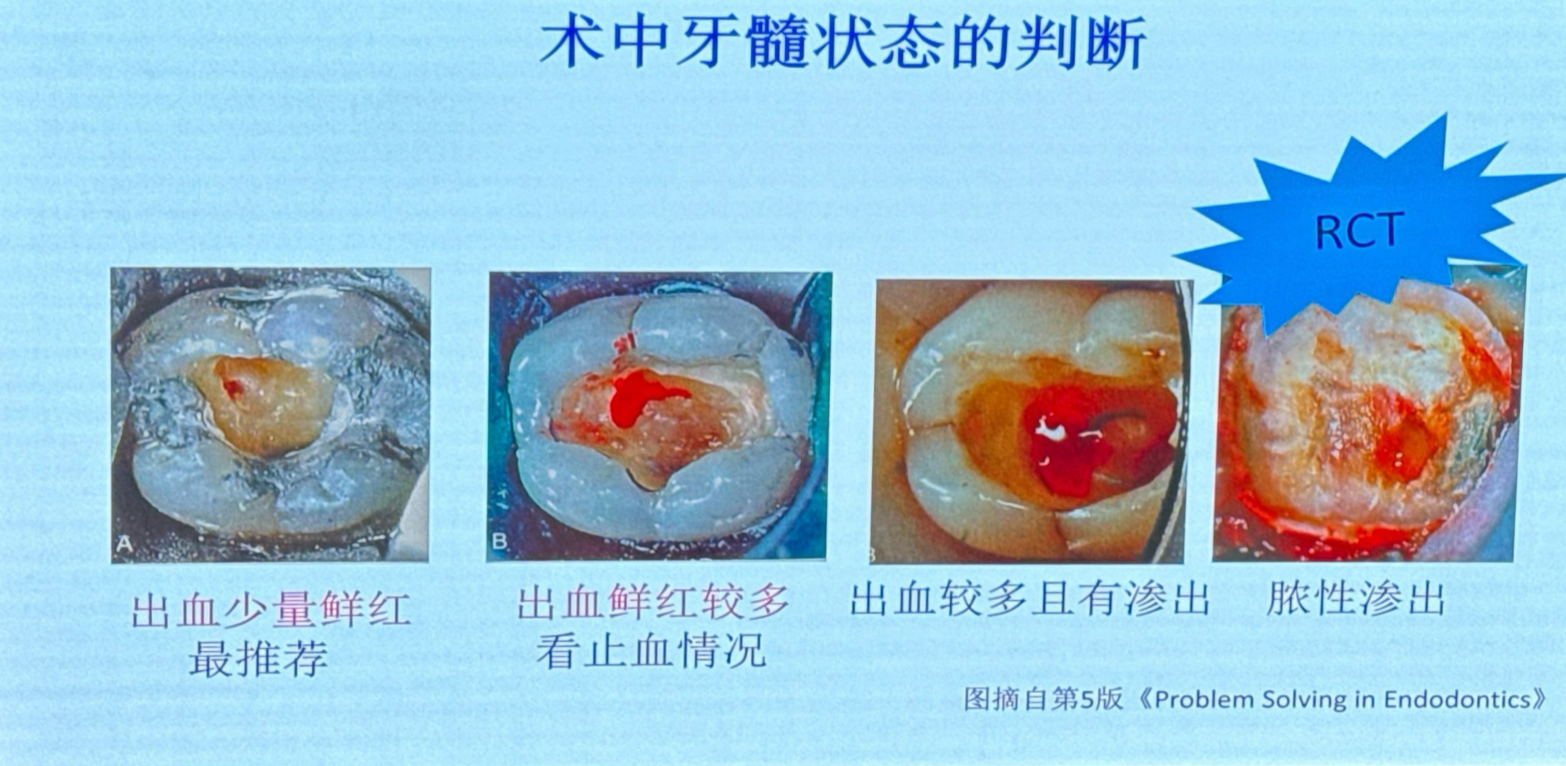 术中牙髓状态的判断
RCT
A
B
出血少量鲜红
最推荐
出血鲜红较多
看止血情况
出血较多且有渗出
脓性渗出
图摘自第5版《Problem Solving in Endodontics》